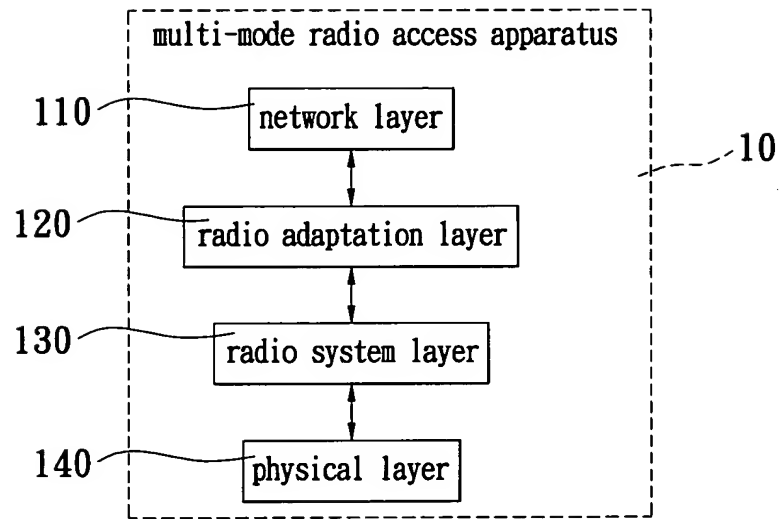 multi-mode radio access apparatus
110
network layer
10
120
radio adaptation layer
130
radio system layer
140
physical layer